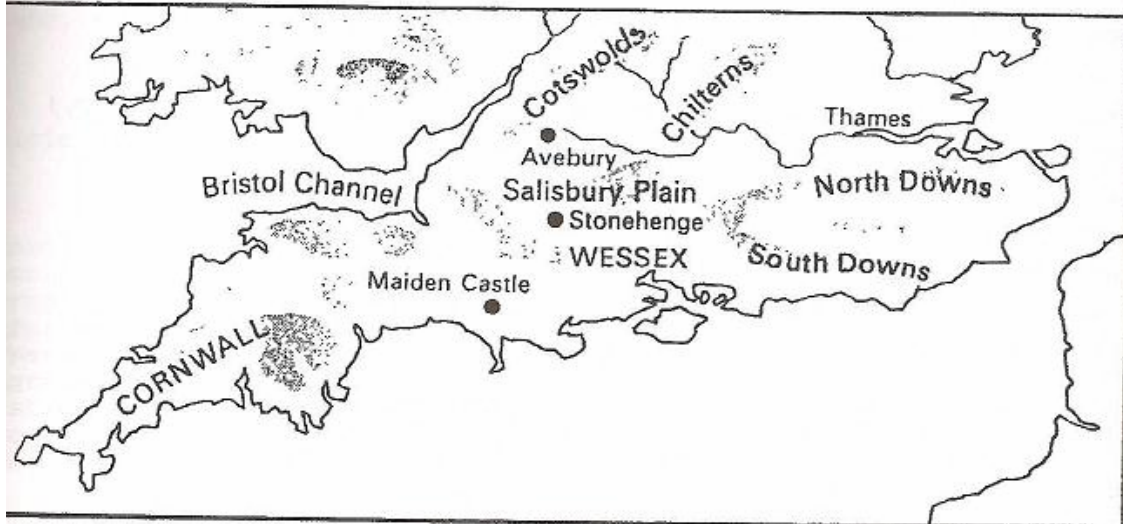 Cotswolds
Chilterns
Thames
Avebury
Bristol Channel
Salisbury Plain
North Downs
Stonehenge
WESSEX
South Downs
Maiden Castle
CORNWALL